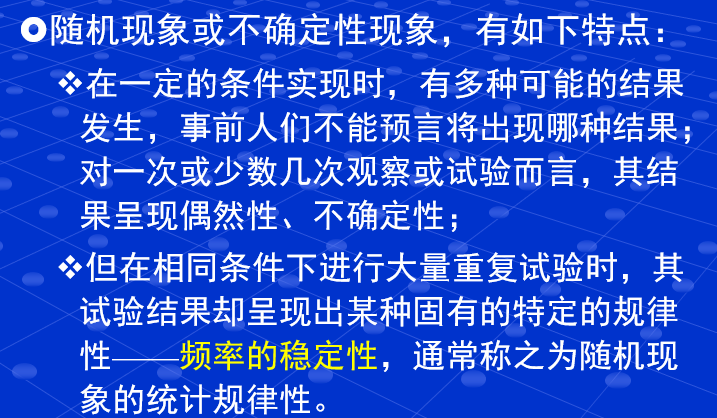 随机现象或不确定性现象，有如下特点：
❖在一定的条件实现时，有多种可能的结果
发生，事前人们不能预言将出现哪种结果；
对一次或少数几次观察或试验而言，其结
果呈现偶然性、不确定性；
❖但在相同条件下进行大量重复试验时，其
试验结果却呈现出某种固有的特定的规律
性——频率的稳定性，通常称之为随机现
象的统计规律性。